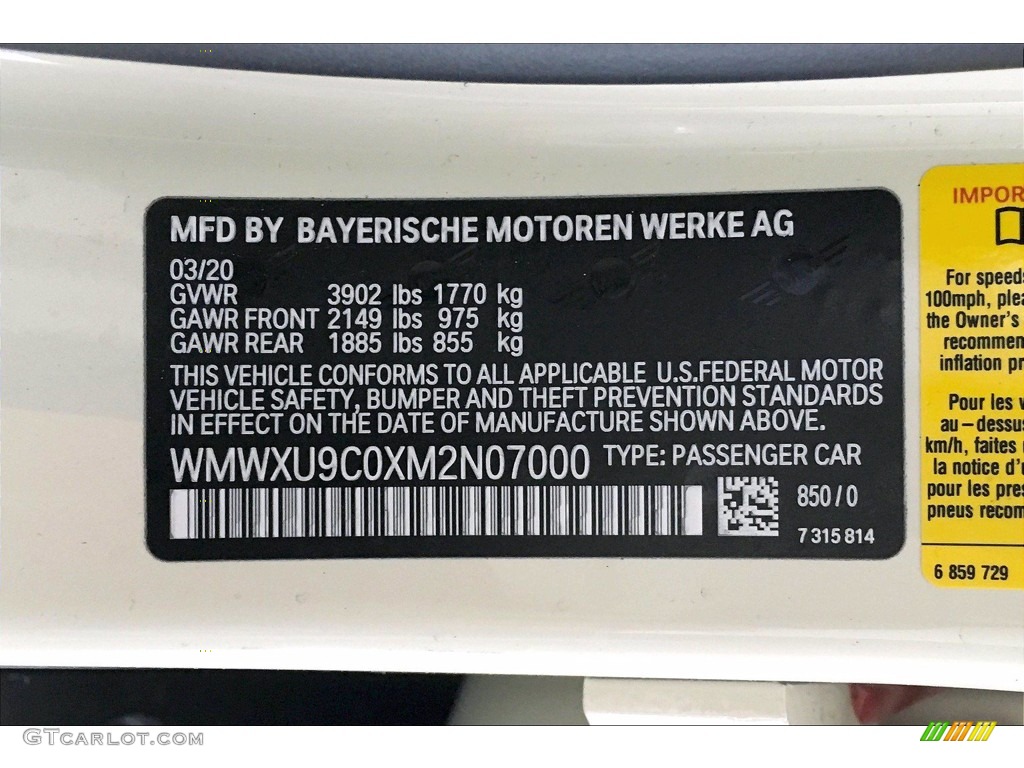 MFD BY BAYERISCHE MOTOREN WERKE AG
03/20
GVWR 3902 lbs 1770 kg
GAWR FRONT 2149 lbs 975 kg
GAWR REAR 1885 lbs 855 kg
THIS VEHICLE CONFORMS TO ALL APPLICABLE U.S.FEDERAL MOTOR
VEHICLE SAFETY, BUMPER AND THEFT PREVENTION STANDARDS
IN EFFECT ON THE DATE OF MANUFACTURE SHOWN ABOVE.
WMWXU9C0XM2N07000 TYPE: PASSENGER CAR
850/0
7 315 814
IMPOR
For speeds
100mph, plea
the Owner's
recommen
inflation pr
Pour les v
au-dessus
km/h, faites
la notice d'u
pour les pres
pneus recom
6 859 729
GTCarlot.com